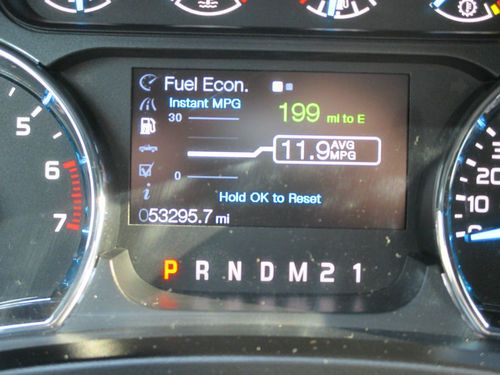 Fuel Econ.
Instant MPG
30
199 mi to E
11.9 AVG MPG
0
Hold OK to Reset
053295.7 mi
5
6
7
P R N D M 2 1
20
0